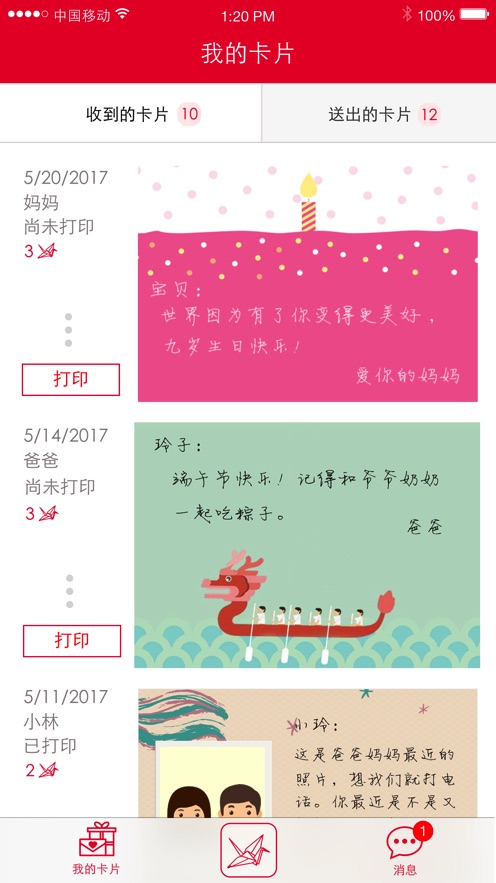 中国移动 1:20 PM 100%
我的卡片
收到的卡片 10 送出的卡片 12
5/20/2017
妈妈
尚未打印
3
打印
宝贝：
世界因为有了你变得更美好，
九岁生日快乐！
爱你的妈妈
5/14/2017
爸爸
尚未打印
3
打印
玲子：
端午节快乐！记得和爷爷奶奶
一起吃粽子。
爸爸
5/11/2017
小林
已打印
2
小玲：
这是爸爸妈妈最近的
照片，想我们就打电
话。你最近是不是又
我的卡片
1
消息